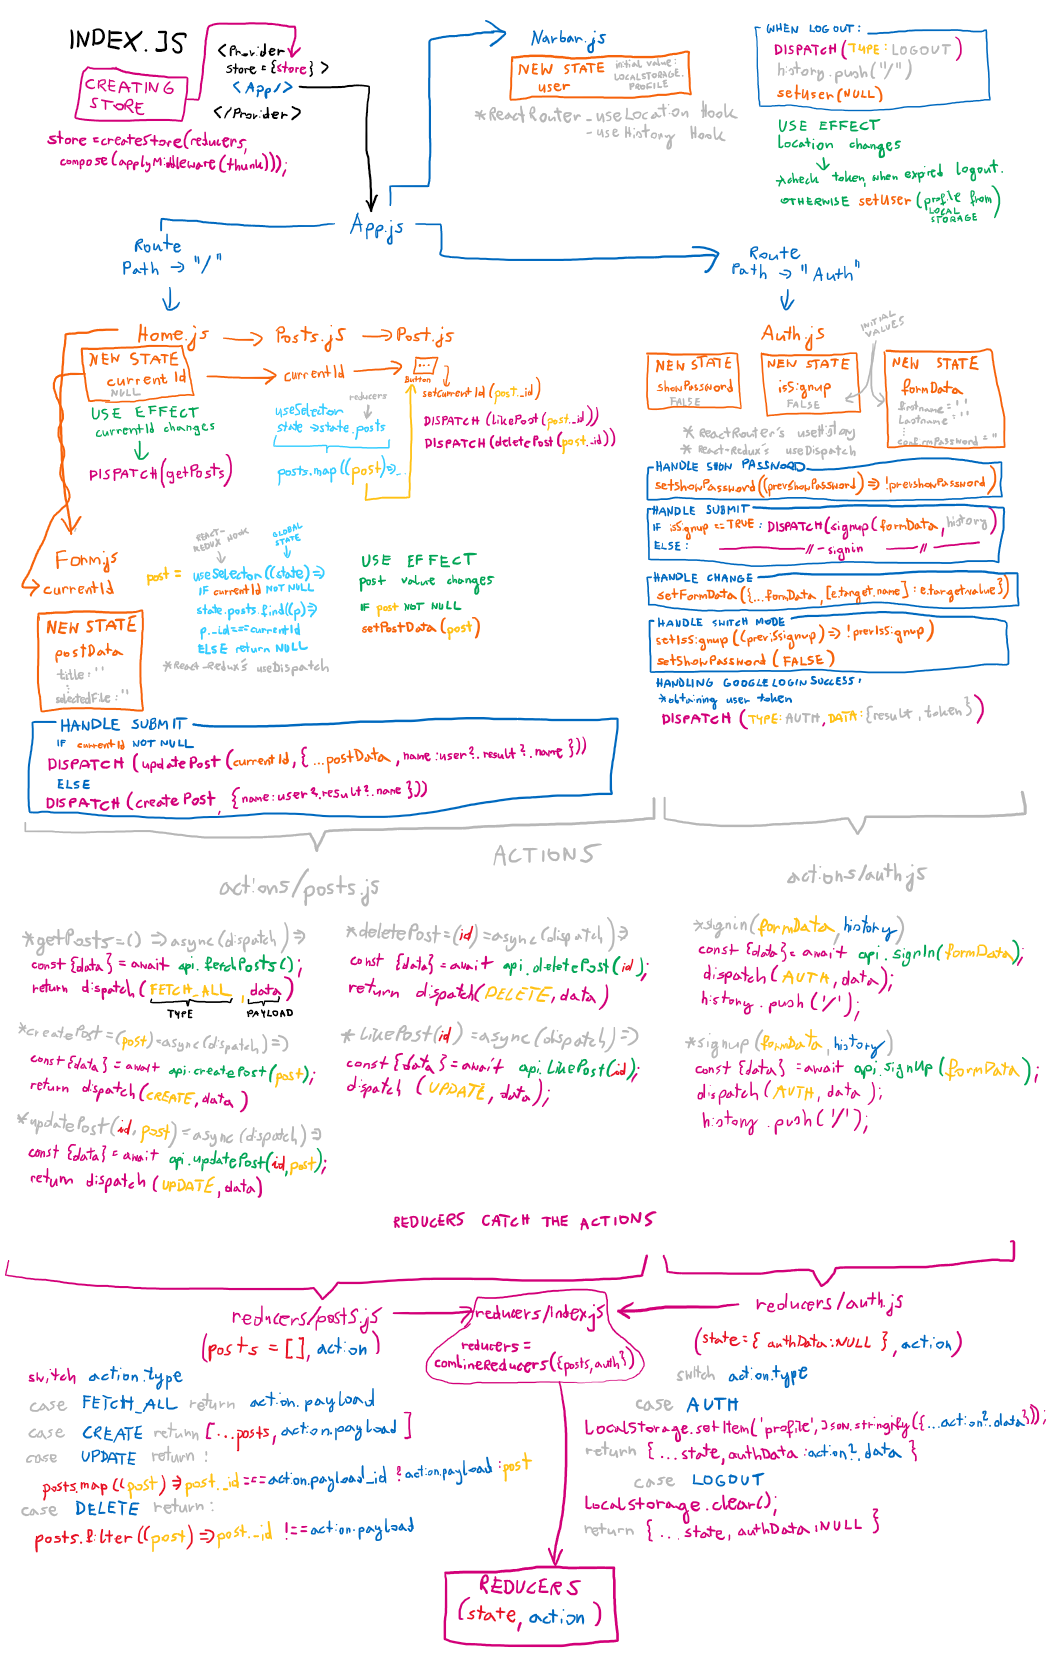 INDEX.JS
CREATING
STORE
<Provider
store={store}>
<App/>
</Provider>
store=createStore(reducers,
compose(applyMiddleware(thunk)));
Navbar.js
NEW STATE
user
initial value:
LOCALSTORAGE.
PROFILE
*ReactRouter-useLocation Hook
-useHistory Hook
WHEN LOGOUT:
DISPATCH(TYPE:LOGOUT)
history.push("/")
setuser(NULL)
USE EFFECT
Location changes
*check token, when expired logout.
OTHERWISE setUser(profile from
LOCAL
STORAGE)
App.js
Route
Path → "/"
Route
Path → "Auth"
Home.js → Posts.js → Post.js
NEW STATE
currentId
NULL
currentId
Button
setCurrentId(post._id)
DISPATCH(LikePost(post._id))
DISPATCH(deletePost(post._id))
USE EFFECT
currentId changes
DISPATCH(getPosts)
reducers
useSelector
state →state.posts
posts.map((post)=>...
Auth.js
INITIAL
VALUES
NEW STATE
showPassword
FALSE
NEW STATE
isSignup
FALSE
NEW STATE
formData
firstname=''
Lastname=''
:
confirmPassword=''
*ReactRouter's useHistory
*React-Redux's useDispatch
HANDLE SHOW PASSWORD
setShowPassword((prevShowPassword)=> !prevshowPassword)
HANDLE SUBMIT
IF isSignup==TRUE: DISPATCH(signup(formData,history)
ELSE: —— // -signin —— // ——
HANDLE CHANGE
setFormData({...formData,[e.target.name]:e.target.value})
HANDLE SWITCH MODE
setIsSignup((prevIssignup)=> !prevIsSignup)
setShowPassword(FALSE)
HANDLING GOOGLE LOGIN SUCCESS:
*obtaining user token
DISPATCH(TYPE:AUTH,DATA:{result,token})
Form.js
currentId
NEW STATE
postData
title:''
:
selectedFile:''
REACT-
REDUX HOOK
GLOBAL
STATE
post = useSelector((state)=>
IF currentId NOT NULL
state.posts.find((p)=>
p._id===currentId
ELSE return NULL
*React-Redux's useDispatch
USE EFFECT
post value changes
IF post NOT NULL
setPostData(post)
HANDLE SUBMIT
IF currentId NOT NULL
DISPATCH(updatePost(currentId,{...postData,name:user?.result?.name}))
ELSE
DISPATCH(createPost,{name:user?.result?.name}))
ACTIONS
actions/posts.js
actions/auth.js
*getPosts=() =>async(dispatch)=>
const {data}=await api.fetchPosts();
return dispatch(FETCH_ALL,data)
TYPE PAYLOAD
*createPost=(post)=async(dispatch)=>
const{data}=await api.createPost(post);
return dispatch(CREATE,data)
*updatePost(id,post)=async(dispatch)=>
const {data}=await api.updatePost(id,post);
return dispatch(UPDATE,data)
*deletePost=(id)=async(dispatch)=>
const {data}=await api.deletePost(id);
return dispatch(DELETE,data)
*LikePost(id)=async(dispatch)=>
const{data}=await api.LikePost(id);
dispatch(UPDATE,data);
*signin(formData,history)
const {data}=await api.signIn(formData);
dispatch(AUTH,data);
history.push('/');
*signup(formData,history)
const {data}=await api.signUp(formData);
dispatch(AUTH,data);
history.push('/');
REDUCERS CATCH THE ACTIONS
reducers/posts.js
(posts=[],action)
switch action.type
case FETCH_ALL return action.payload
case CREATE return[...posts,action.payload]
case UPDATE return:
posts.map((post)=>post._id===action.payload_id?action.payload:post
case DELETE return:
posts.filter((post)=>post._id !==action.payload
reducers/Index.js
reducers=
combineReducers({posts,auth})
reducers/auth.js
(state={authData:NULL},action)
switch action.type
case AUTH
LocalStorage.setItem('profile',Json.stringify({...action?.data}));
return {...state,authData:action?.data}
case LOGOUT
localStorage.clear();
return {...state,authData:NULL}
REDUCERS
(state,action)